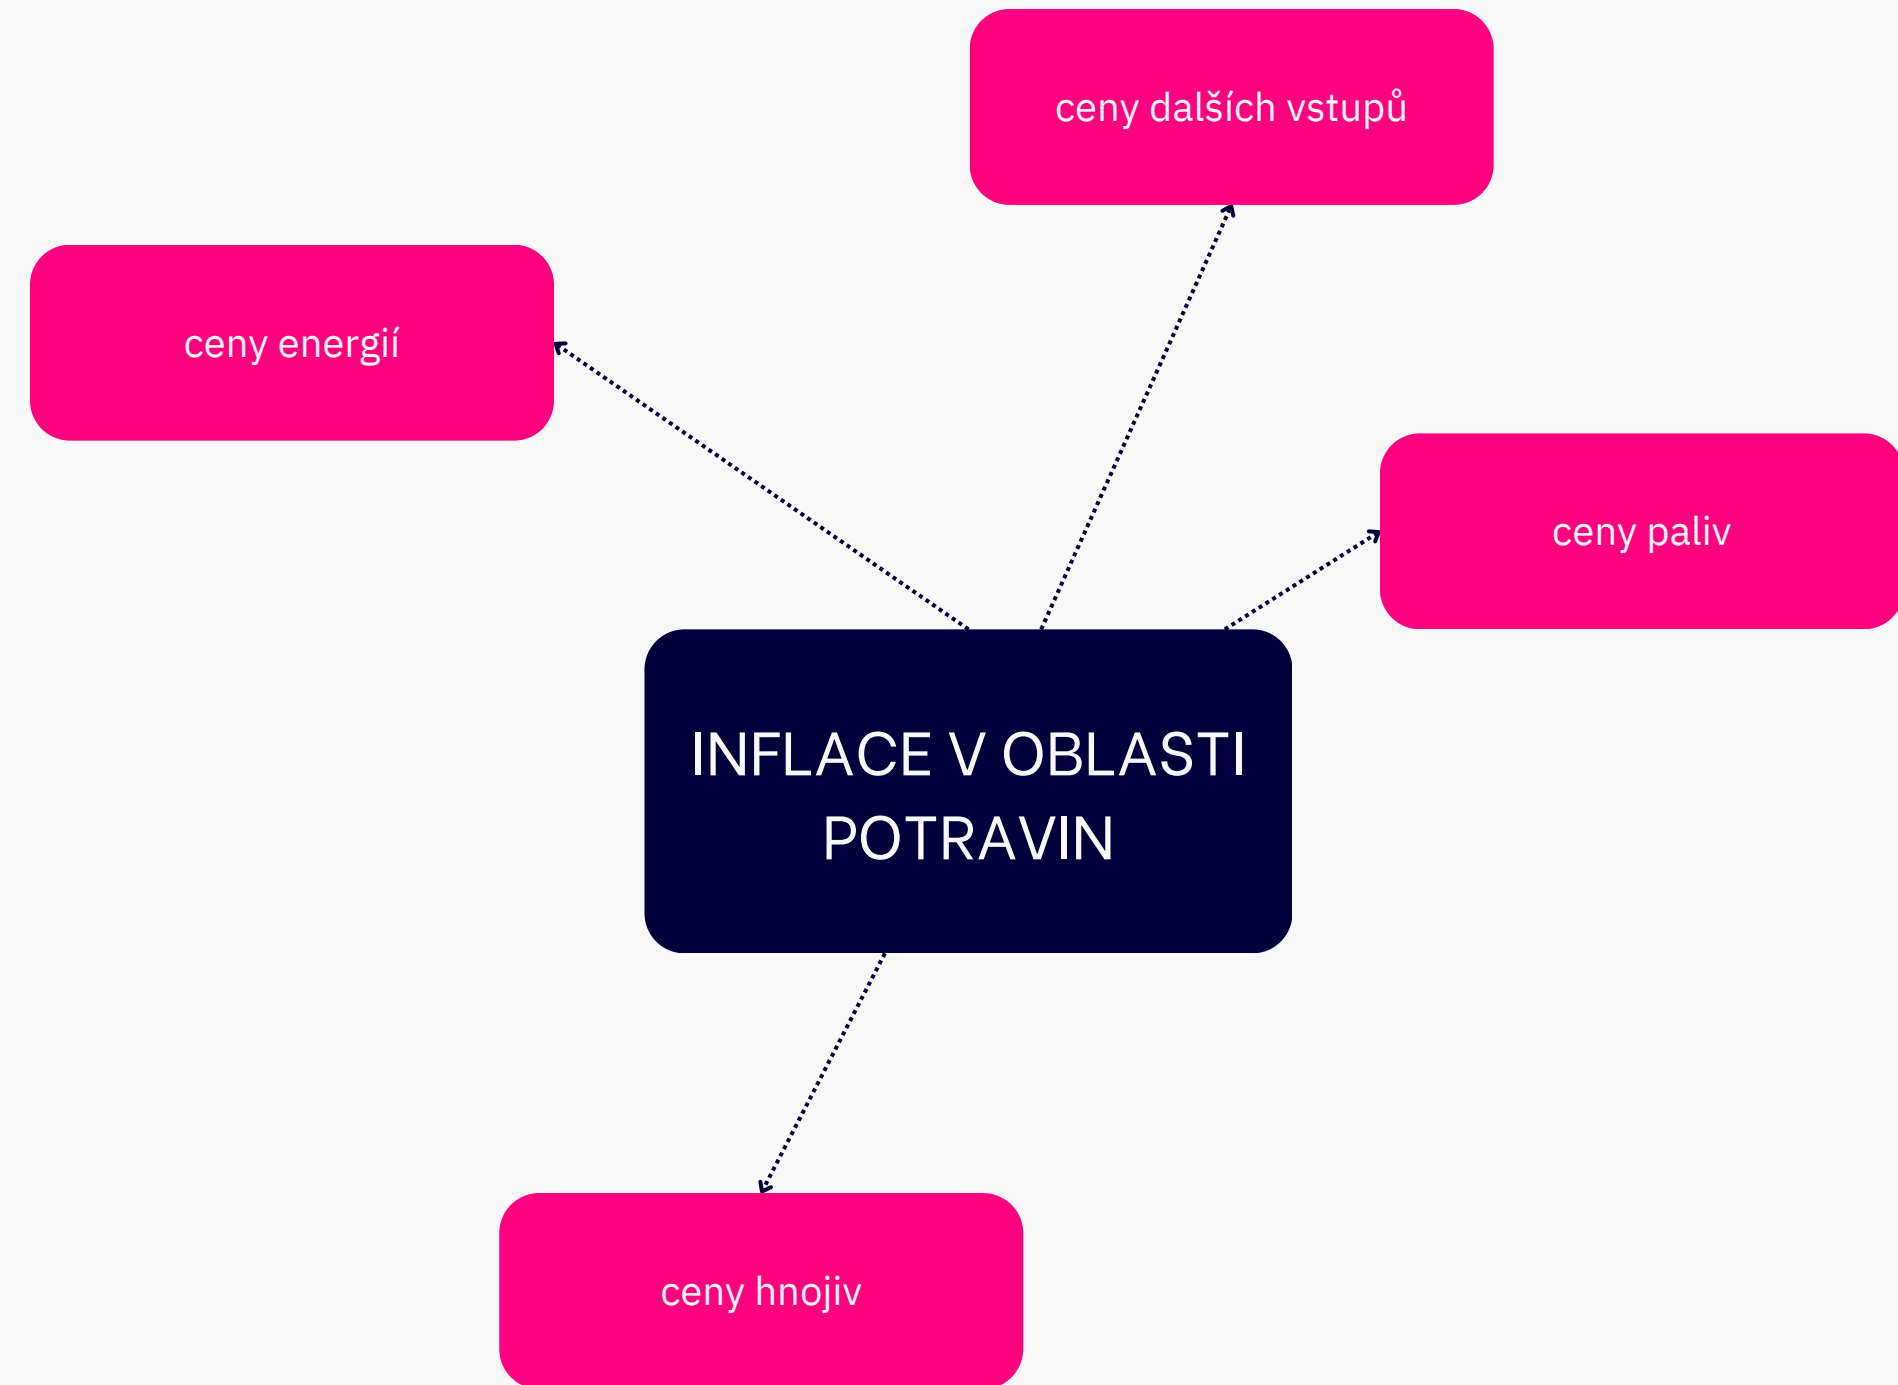 ceny dalších vstupů
ceny energií
ceny paliv
INFLACE V OBLASTI
POTRAVIN
ceny hnojiv